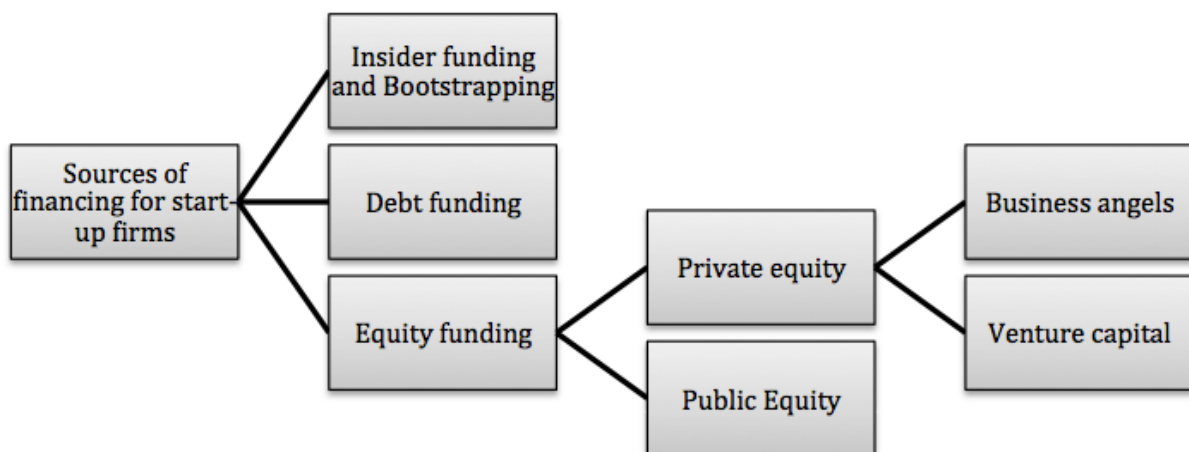 Insider funding
and Bootstrapping
Sources of
financing for start-
up firms
Debt funding
Business angels
Private equity
Equity funding
Venture capital
Public Equity